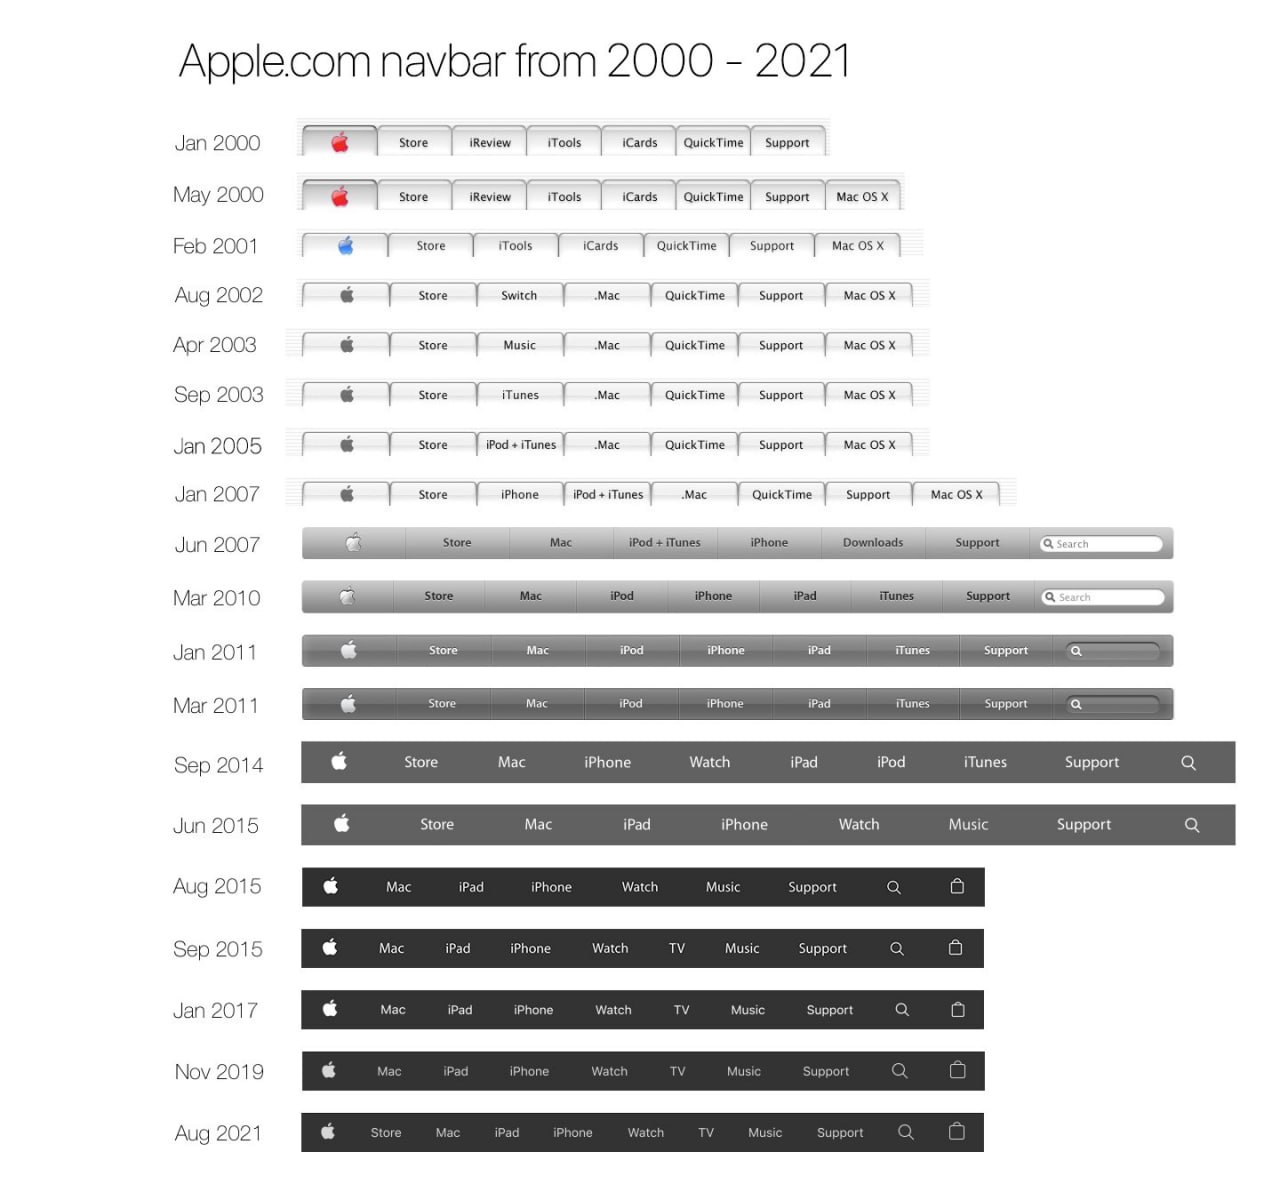 Apple.com navbar from 2000 - 2021
Jan 2000 Store iReview iTools iCards QuickTime Support
May 2000 Store iReview iTools iCards QuickTime Support Mac OS X
Feb 2001 Store iTools iCards QuickTime Support Mac OS X
Aug 2002 Store Switch .Mac QuickTime Support Mac OS X
Apr 2003 Store Music .Mac QuickTime Support Mac OS X
Sep 2003 Store iTunes .Mac QuickTime Support Mac OS X
Jan 2005 Store iPod + iTunes .Mac QuickTime Support Mac OS X
Jan 2007 Store iPhone iPod + iTunes .Mac QuickTime Support Mac OS X
Jun 2007 Store Mac iPod + iTunes iPhone Downloads Support Search
Mar 2010 Store Mac iPod iPhone iPad iTunes Support Search
Jan 2011 Store Mac iPod iPhone iPad iTunes Support
Mar 2011 Store Mac iPod iPhone iPad iTunes Support
Sep 2014 Store Mac iPhone Watch iPad iPod iTunes Support
Jun 2015 Store Mac iPad iPhone Watch Music Support
Aug 2015 Mac iPad iPhone Watch Music Support
Sep 2015 Mac iPad iPhone Watch TV Music Support
Jan 2017 Mac iPad iPhone Watch TV Music Support
Nov 2019 Mac iPad iPhone Watch TV Music Support
Aug 2021 Store Mac iPad iPhone Watch TV Music Support